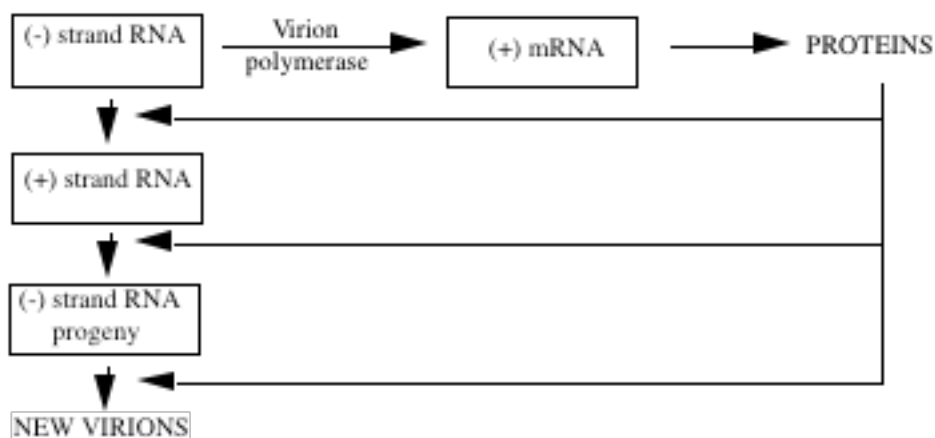 (-) strand RNA
Virion
polymerase
(+) mRNA
PROTEINS
(+) strand RNA
(-) strand RNA
progeny
NEW VIRIONS